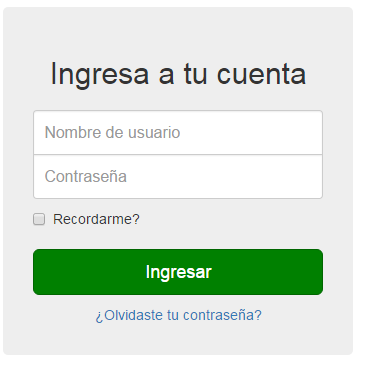 Ingresa a tu cuenta
Nombre de usuario
Contraseña
Recordarme?
Ingresar
¿Olvidaste tu contraseña?